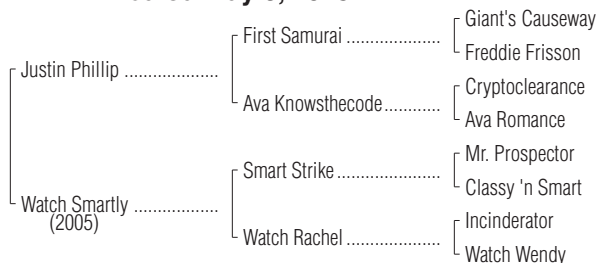 First Samurai ....................
Giant's Causeway
Freddie Frisson
Justin Phillip ....................
Ava Knowsthecode ............
Cryptoclearance
Ava Romance
Smart Strike ......................
Mr. Prospector
Classy 'n Smart
Watch Smartly ..................
(2005)
Watch Rachel ....................
Incinderator
Watch Wendy